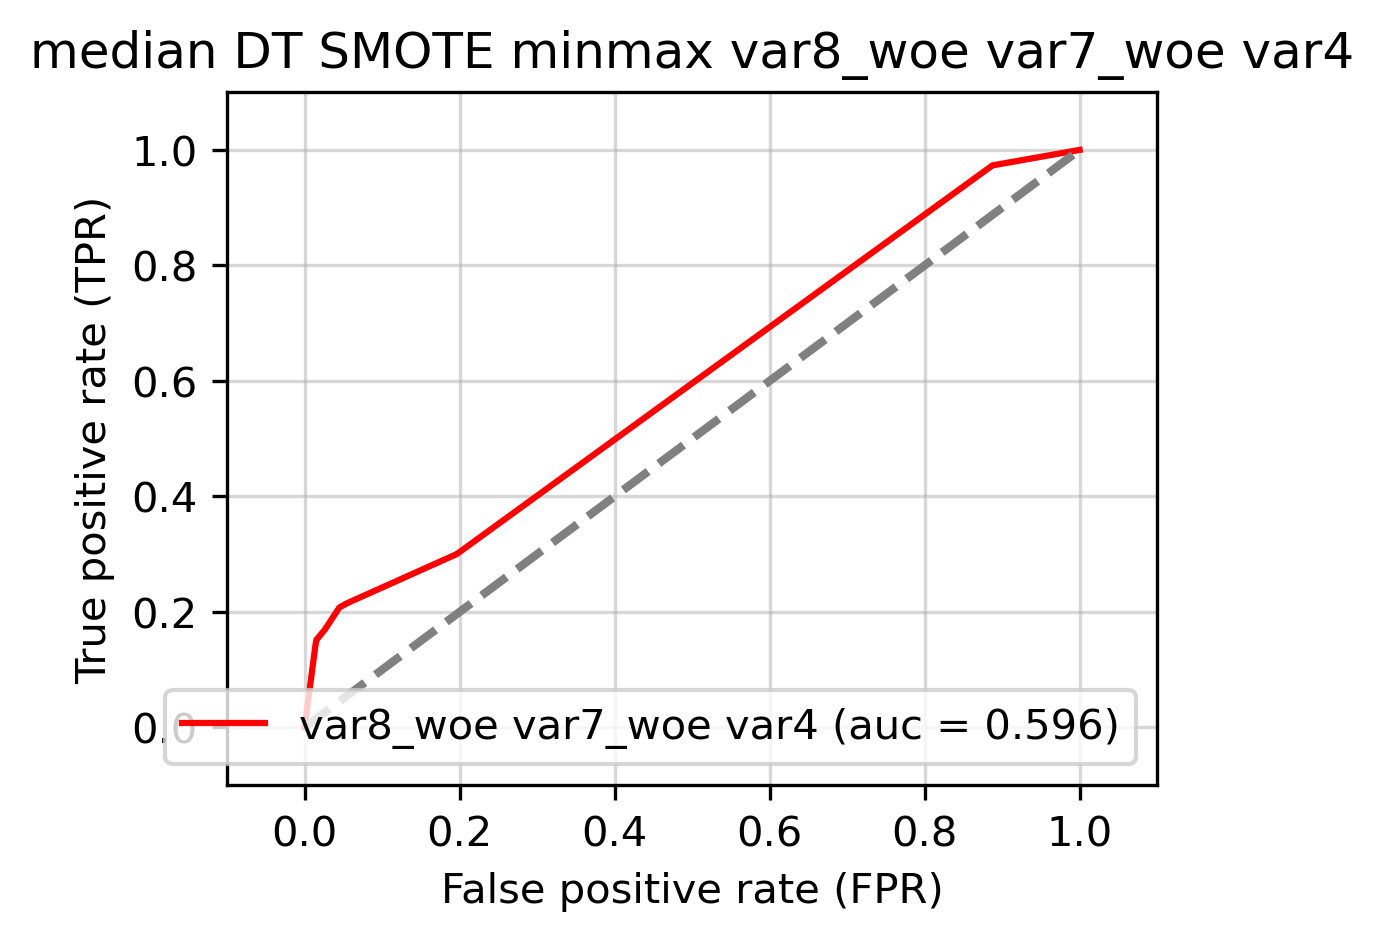 median DT SMOTE minmax var8_woe var7_woe var4
1.0
0.8
0.6
0.4
0.2
0.0
True positive rate (TPR)
var8_woe var7_woe var4 (auc = 0.596)
0.0 0.2 0.4 0.6 0.8 1.0
False positive rate (FPR)